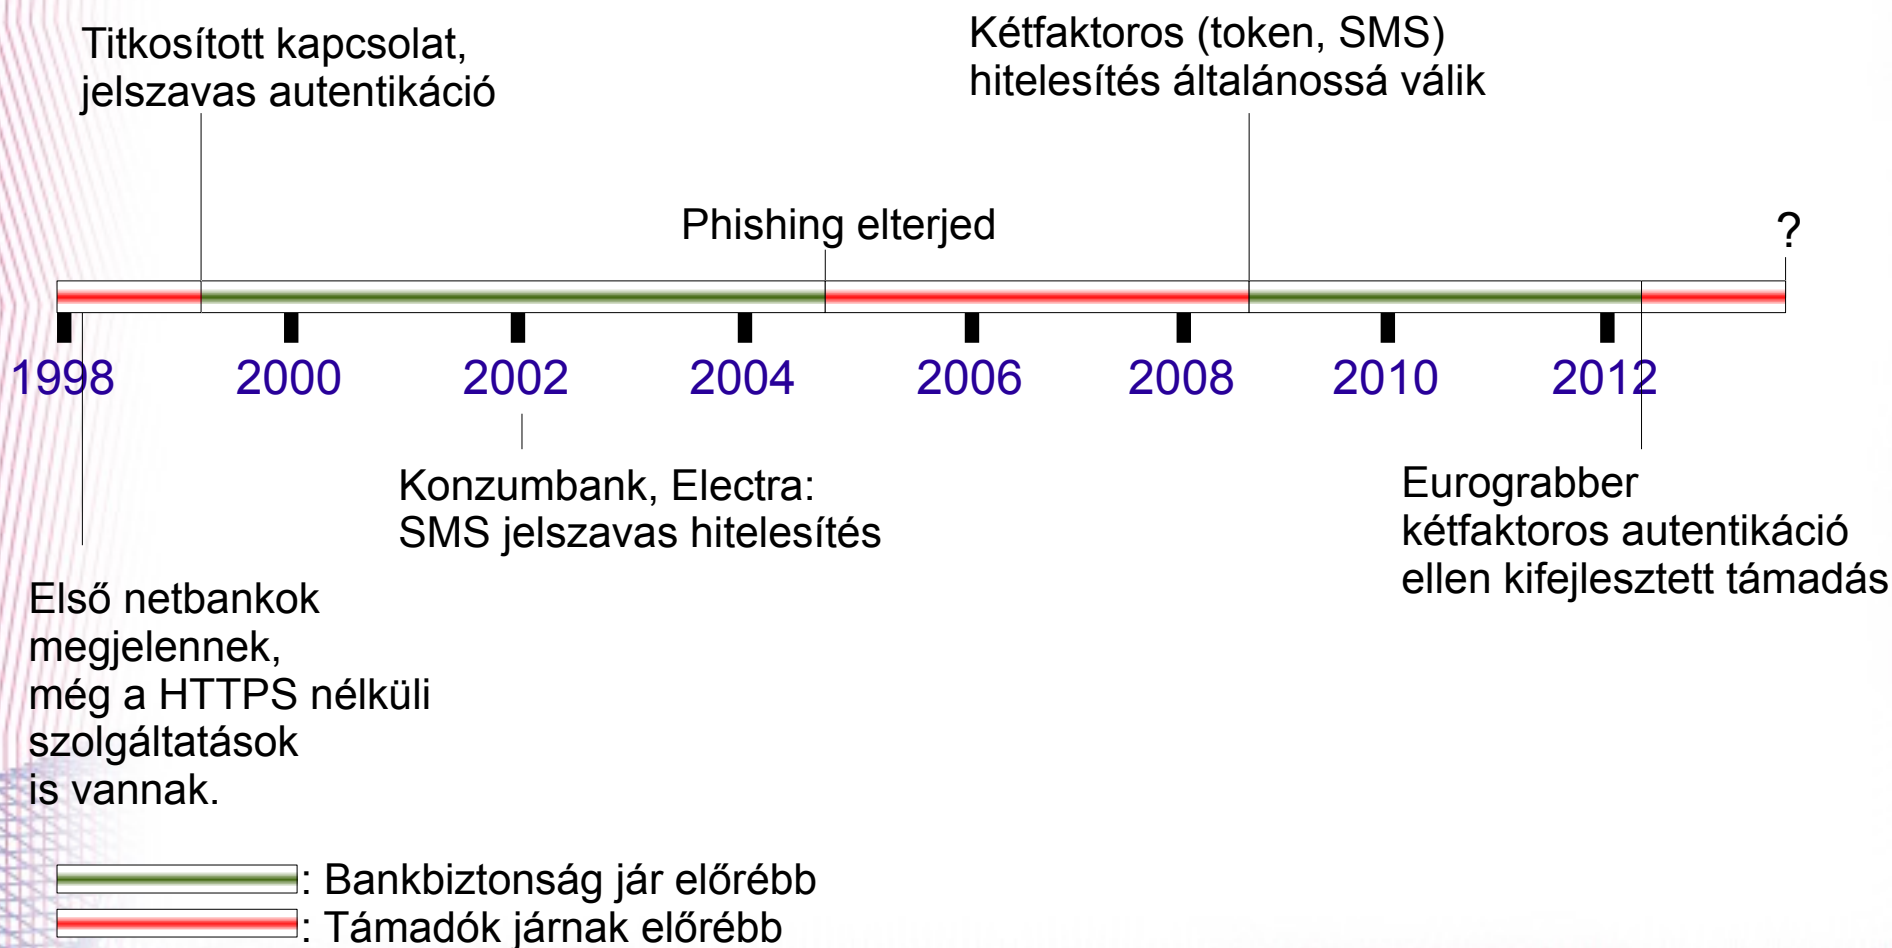 Titkosított kapcsolat,
jelszavas autentikáció
Kétfaktoros (token, SMS)
hitelesítés általánossá válik
Phishing elterjed
?
1998
2000
2002
2004
2006
2008
2010
2012
Konzumbank, Electra:
SMS jelszavas hitelesítés
Eurograbber
kétfaktoros autentikáció
ellen kifejlesztett támadás
Első netbankok
megjelennek,
még a HTTPS nélküli
szolgáltatások
is vannak.
: Bankbiztonság jár előrébb
: Támadók járnak előrébb